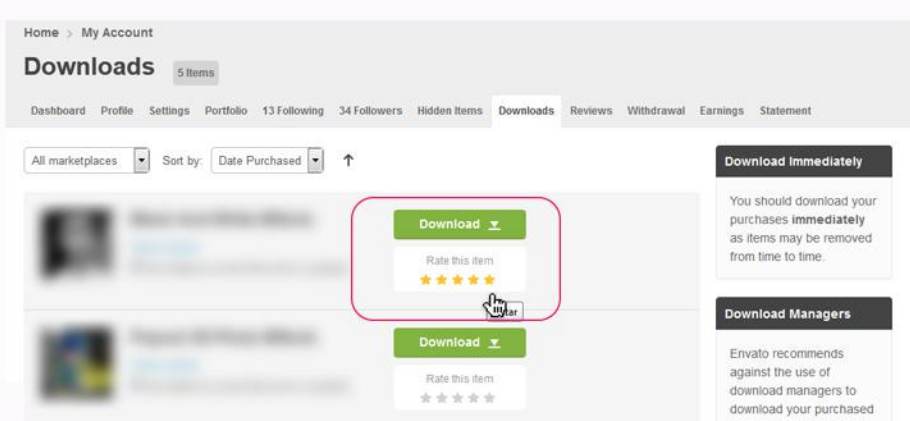 Home > My Account
Downloads 5 Items
Dashboard Profile Settings Portfolio 13 Following 34 Followers Hidden Items Downloads Reviews Withdrawal Earnings Statement
All marketplaces Sort by: Date Purchased ↑
Download
Rate this item
Download
Rate this item
Download Immediately
You should download your
purchases immediately
as items may be removed
from time to time.
Download Managers
Envato recommends
against the use of
download managers to
download your purchased